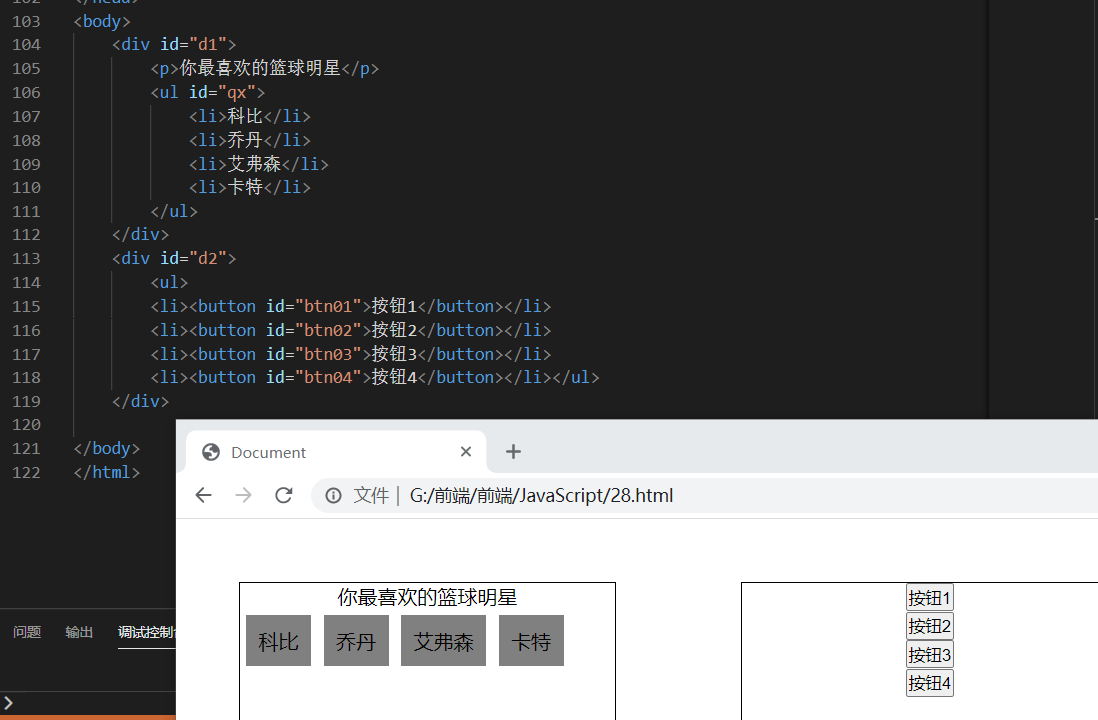 102 </head>
103 <body>
104 <div id="d1">
105 <p>你最喜欢的篮球明星</p>
106 <ul id="qx">
107 <li>科比</li>
108 <li>乔丹</li>
109 <li>艾弗森</li>
110 <li>卡特</li>
111 </ul>
112 </div>
113 <div id="d2">
114 <ul>
115 <li><button id="btn01">按钮1</button></li>
116 <li><button id="btn02">按钮2</button></li>
117 <li><button id="btn03">按钮3</button></li>
118 <li><button id="btn04">按钮4</button></li></ul>
119 </div>
120
121 </body>
122 </html>
Document
文件 | G:/前端/前端/JavaScript/28.html
你最喜欢的篮球明星
科比 乔丹 艾弗森 卡特
按钮1
按钮2
按钮3
按钮4
问题 输出 调试控制台